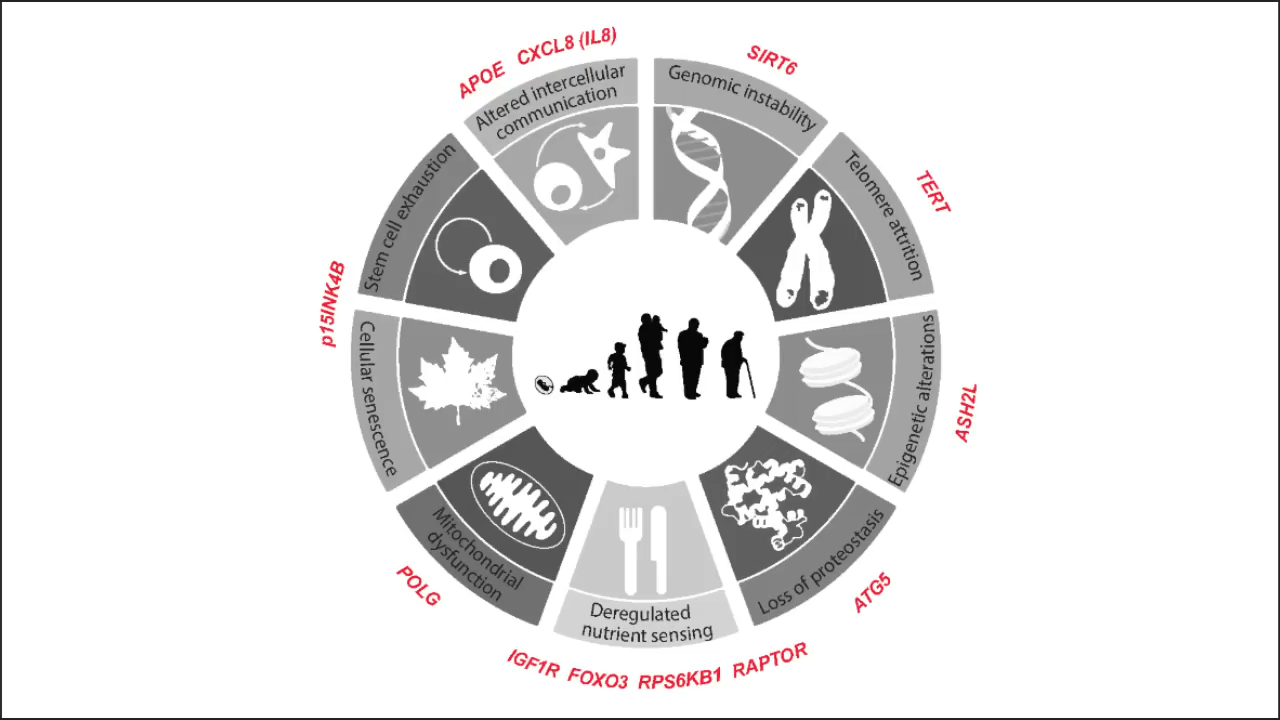 APOE CXCL8 (IL8)
Altered intercellular
communication
SIRT6
Genomic instability
TERT
Telomere attrition
ASH2L
Epigenetic alterations
ATG5
Loss of proteostasis
Deregulated
nutrient sensing
IGF1R FOXO3 RPS6KB1 RAPTOR
Mitochondrial
dysfunction
POLG
Cellular senescence
p15INK4B
Stem cell exhaustion